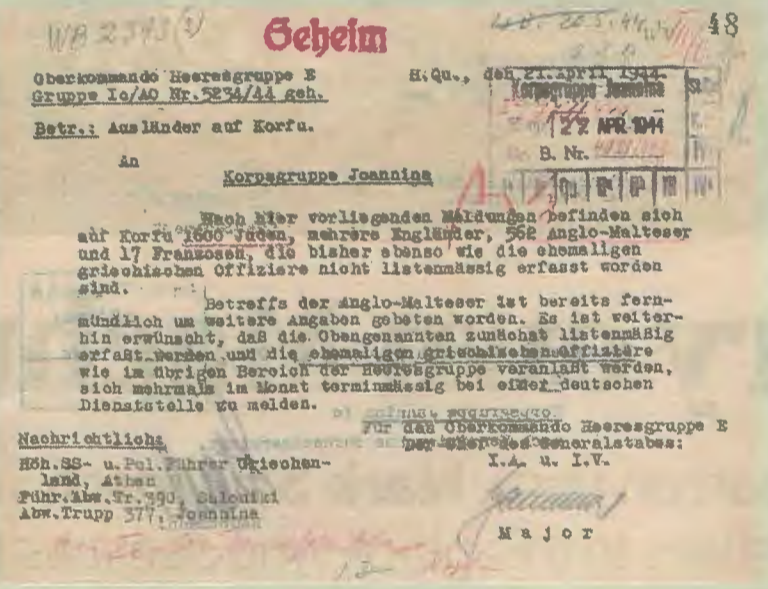 WB 2393(2)
Geheim
48
Oberkommando Heeresgruppe E
H.Qu., den 21.April 1944.
Gruppe Ic/AO Nr.5234/44 geh.
Korpsgruppe Joannina
22 APR 1944
B. Nr.
Betr.: Ausländer auf Korfu.
An
Korpsgruppe Joannina
Nach hier vorliegenden Meldungen befinden sich
auf Korfu 1600 Juden, mehrere Engländer, 562 Anglo-Malteser
und 17 Franzosen, die bisher ebenso wie die ehemaligen
griechischen Offiziere nicht listenmässig erfasst worden
sind.
Betreffs der Anglo-Malteser ist bereits fern-
mündlich um weitere Angaben gebeten worden. Es ist weiter-
hin erwünscht, daß die Obengenannten zunächst listenmäßig
erfaßt werden und die ehemaligen griechischen Offiziere
wie im übrigen Bereich der Heeresgruppe veranlaßt werden,
sich mehrmals im Monat terminmässig bei einer deutschen
Dienststelle zu melden.
Für das Oberkommando Heeresgruppe E
Der Chef des Generalstabes:
I.A. u. I.V.
Major
Nachrichtlich:
Höh.SS- u.Pol.Führer Griechen-
land, Athen
Führ.Abw.Tr.390, Saloniki
Abw.Trupp 377, Joannina